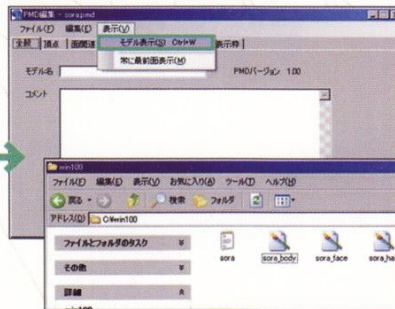 PMD編集 - sora.pmd
ファイル(F) 編集(E) 表示(V)
モデル表示(S) Ctrl+W
常に最前面表示(M)
全般 頂点 表示枠
モデル名 PMDバージョン 1.00
コメント
win100
ファイル(F) 編集(E) 表示(V) お気に入り(A) ツール(T) ヘルプ(H)
戻る 検索 フォルダ
アドレス(D) C:¥win100
ファイルとフォルダのタスク
その他
詳細
win100
sora sora_body sora_face